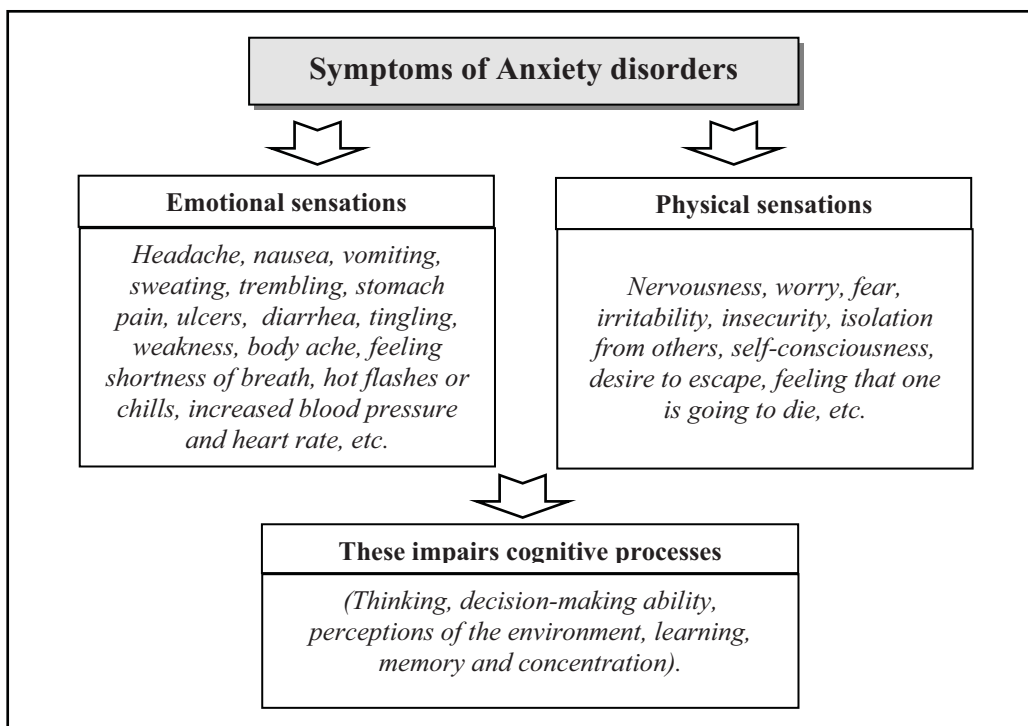 Symptoms of Anxiety disorders
Emotional sensations
Headache, nausea, vomiting,
sweating, trembling, stomach
pain, ulcers, diarrhea, tingling,
weakness, body ache, feeling
shortness of breath, hot flashes or
chills, increased blood pressure
and heart rate, etc.
Physical sensations
Nervousness, worry, fear,
irritability, insecurity, isolation
from others, self-consciousness,
desire to escape, feeling that one
is going to die, etc.
These impairs cognitive processes
(Thinking, decision-making ability,
perceptions of the environment, learning,
memory and concentration).